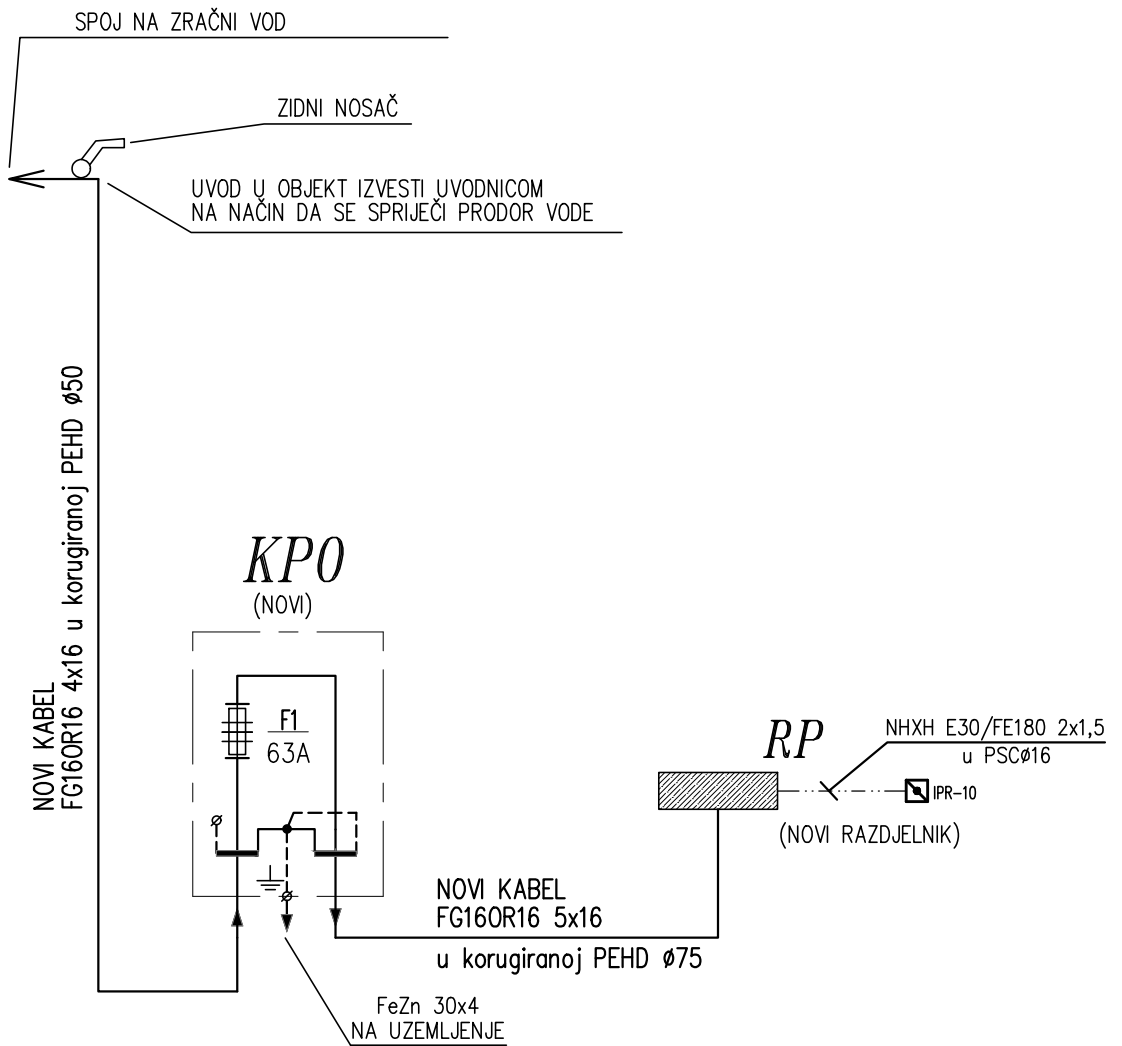 SPOJ NA ZRAČNI VOD
ZIDNI NOSAČ
UVOD U OBJEKT IZVESTI UVODNICOM
NA NAČIN DA SE SPRIJEČI PRODOR VODE
NOVI KABEL
FG16OR16 4x16 u korugiranoj PEHD ø50
KPO
(NOVI)
F1
63A
RP
NHXH E30/FE180 2x1,5
u PSCø16
IPR-10
(NOVI RAZDJELNIK)
NOVI KABEL
FG16OR16 5x16
u korugiranoj PEHD ø75
FeZn 30x4
NA UZEMLJENJE